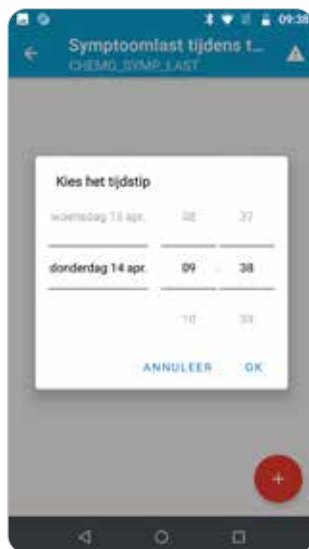 09:38
Symptoomlast tijdens t...
CHEMO_SYMP_LAST
Kies het tijdstip
woensdag 13 apr. 08 37
donderdag 14 apr. 09 : 38
10 39
ANNULEER OK
+